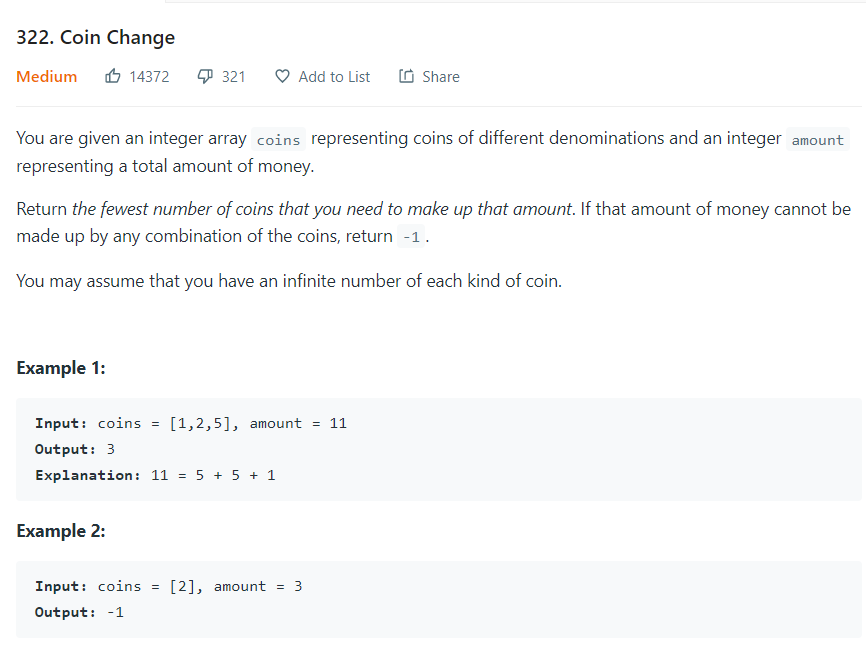 322. Coin Change
Medium 14372 321 Add to List Share
You are given an integer array coins representing coins of different denominations and an integer amount
representing a total amount of money.
Return the fewest number of coins that you need to make up that amount. If that amount of money cannot be
made up by any combination of the coins, return -1.
You may assume that you have an infinite number of each kind of coin.
Example 1:
Input: coins = [1,2,5], amount = 11
Output: 3
Explanation: 11 = 5 + 5 + 1
Example 2:
Input: coins = [2], amount = 3
Output: -1